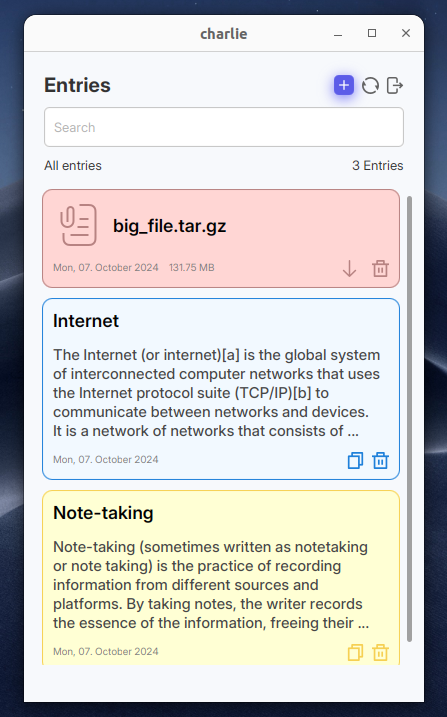 charlie
Entries
Search
All entries
3 Entries
big_file.tar.gz
Mon, 07. October 2024
131.75 MB
Internet
The Internet (or internet)[a] is the global system
of interconnected computer networks that uses
the Internet protocol suite (TCP/IP)[b] to
communicate between networks and devices.
It is a network of networks that consists of ...
Mon, 07. October 2024
Note-taking
Note-taking (sometimes written as notetaking
or note taking) is the practice of recording
information from different sources and
platforms. By taking notes, the writer records
the essence of the information, freeing their ...
Mon, 07. October 2024